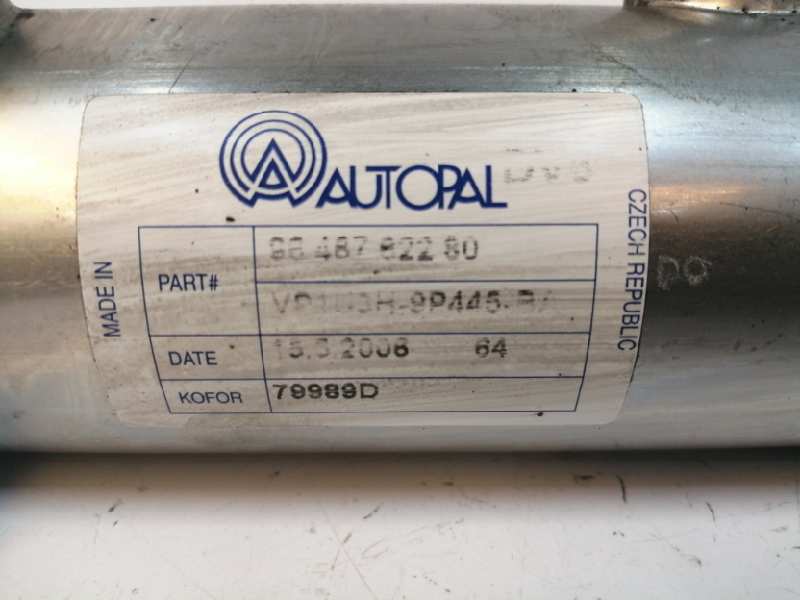 AUTOPAL
MADE IN
PART#
96 487 622 80
DATE
15.5.2006 64
KOFOR
79989D
CZECH REPUBLIC